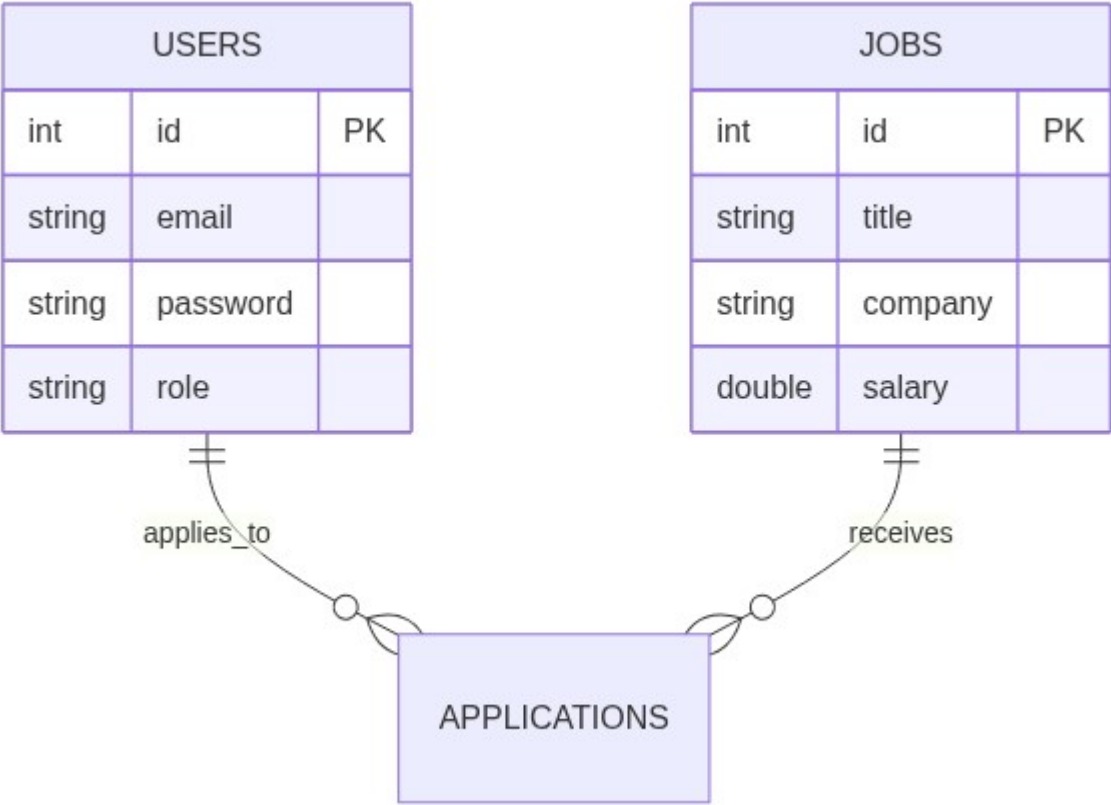 USERS
int id PK
string email
string password
string role
JOBS
int id PK
string title
string company
double salary
applies_to
receives
APPLICATIONS